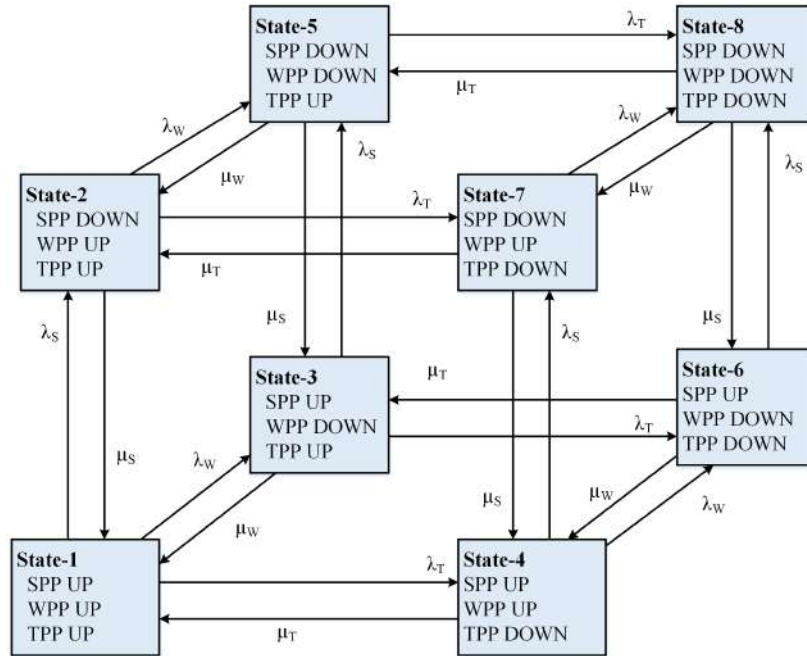 State-5
SPP DOWN
WPP DOWN
TPP UP
λT
μT
State-8
SPP DOWN
WPP DOWN
TPP DOWN
λW
μW
λS
λW
μW
λS
State-2
SPP DOWN
WPP UP
TPP UP
λT
μT
State-7
SPP DOWN
WPP UP
TPP DOWN
λS
μS
λS
μS
State-3
SPP UP
WPP DOWN
TPP UP
μT
λT
State-6
SPP UP
WPP DOWN
TPP DOWN
μS
λW
μW
μS
μW
λW
State-1
SPP UP
WPP UP
TPP UP
λT
μT
State-4
SPP UP
WPP UP
TPP DOWN